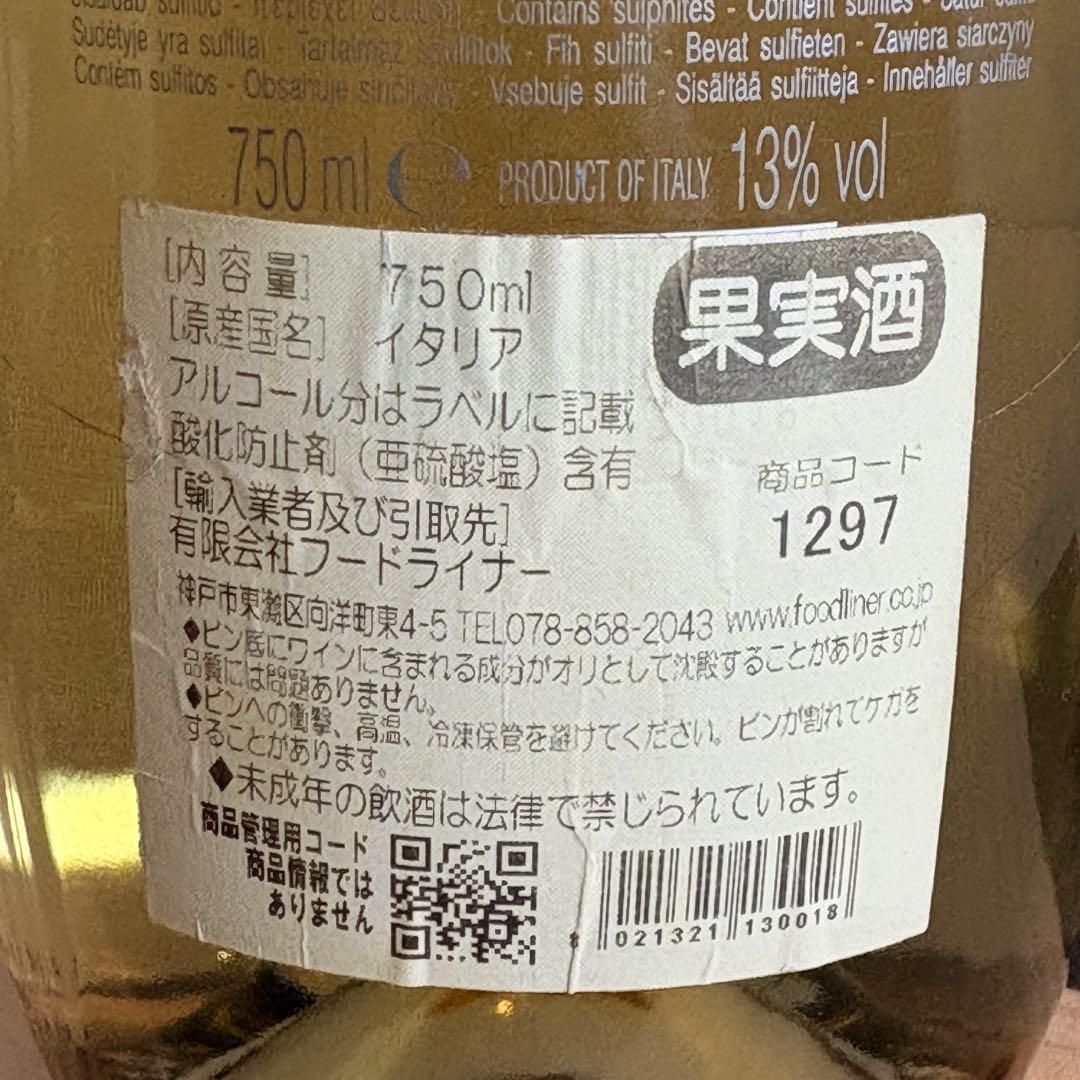 Contains sulphites - Contient sulfites -
Sudėtyje yra sulfitai - Tartalmaz szulfitok - Fih sulfiti - Bevat sulfieten - Zawiera siarczyny
Contém sulfitos - Obsahuje siričitany - Vsebuje sulfit - Sisältää sulfiitteja - Innehåller sulfiter
750 ml e PRODUCT OF ITALY 13% vol
[内容量] 750ml
[原産国名] イタリア
果実酒
アルコール分はラベルに記載
酸化防止剤（亜硫酸塩）含有
商品コード
1297
[輸入業者及び引取先]
有限会社フードライナー
神戸市東灘区向洋町東4-5 TEL078-858-2043 www.foodliner.co.jp
◆ビン底にワインに含まれる成分がオリとして沈殿することがありますが
品質には問題ありません。
◆ビンへの衝撃、高温、冷凍保管を避けてください。ビンが割れてケガを
することがあります。
◆未成年の飲酒は法律で禁じられています。
商品管理用コード
商品情報では
ありません
8 021321 130018